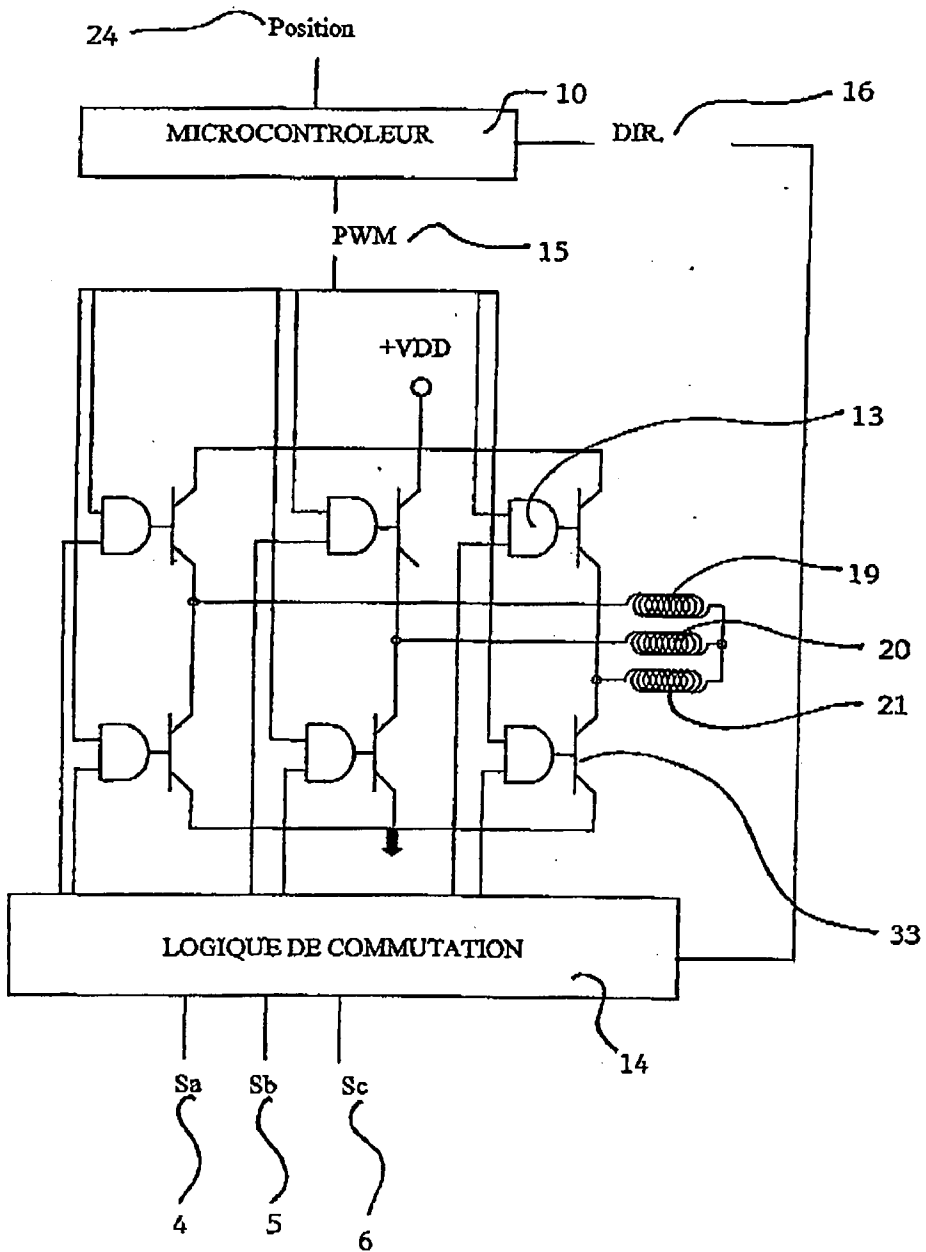 24 Position
10
16
MICROCONTROLEUR
DIR.
PWM
15
+VDD
13
19
20
21
33
LOGIQUE DE COMMUTATION
14
Sa Sb Sc
4 5 6